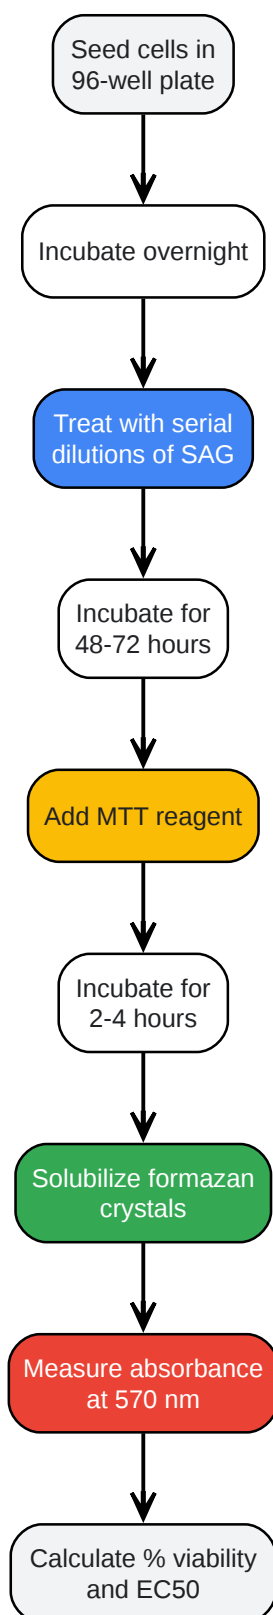 Seed cells in
96-well plate
Incubate overnight
Treat with serial
dilutions of SAG
Incubate for
48-72 hours
Add MTT reagent
Incubate for
2-4 hours
Solubilize formazan
crystals
Measure absorbance
at 570 nm
Calculate % viability
and EC50